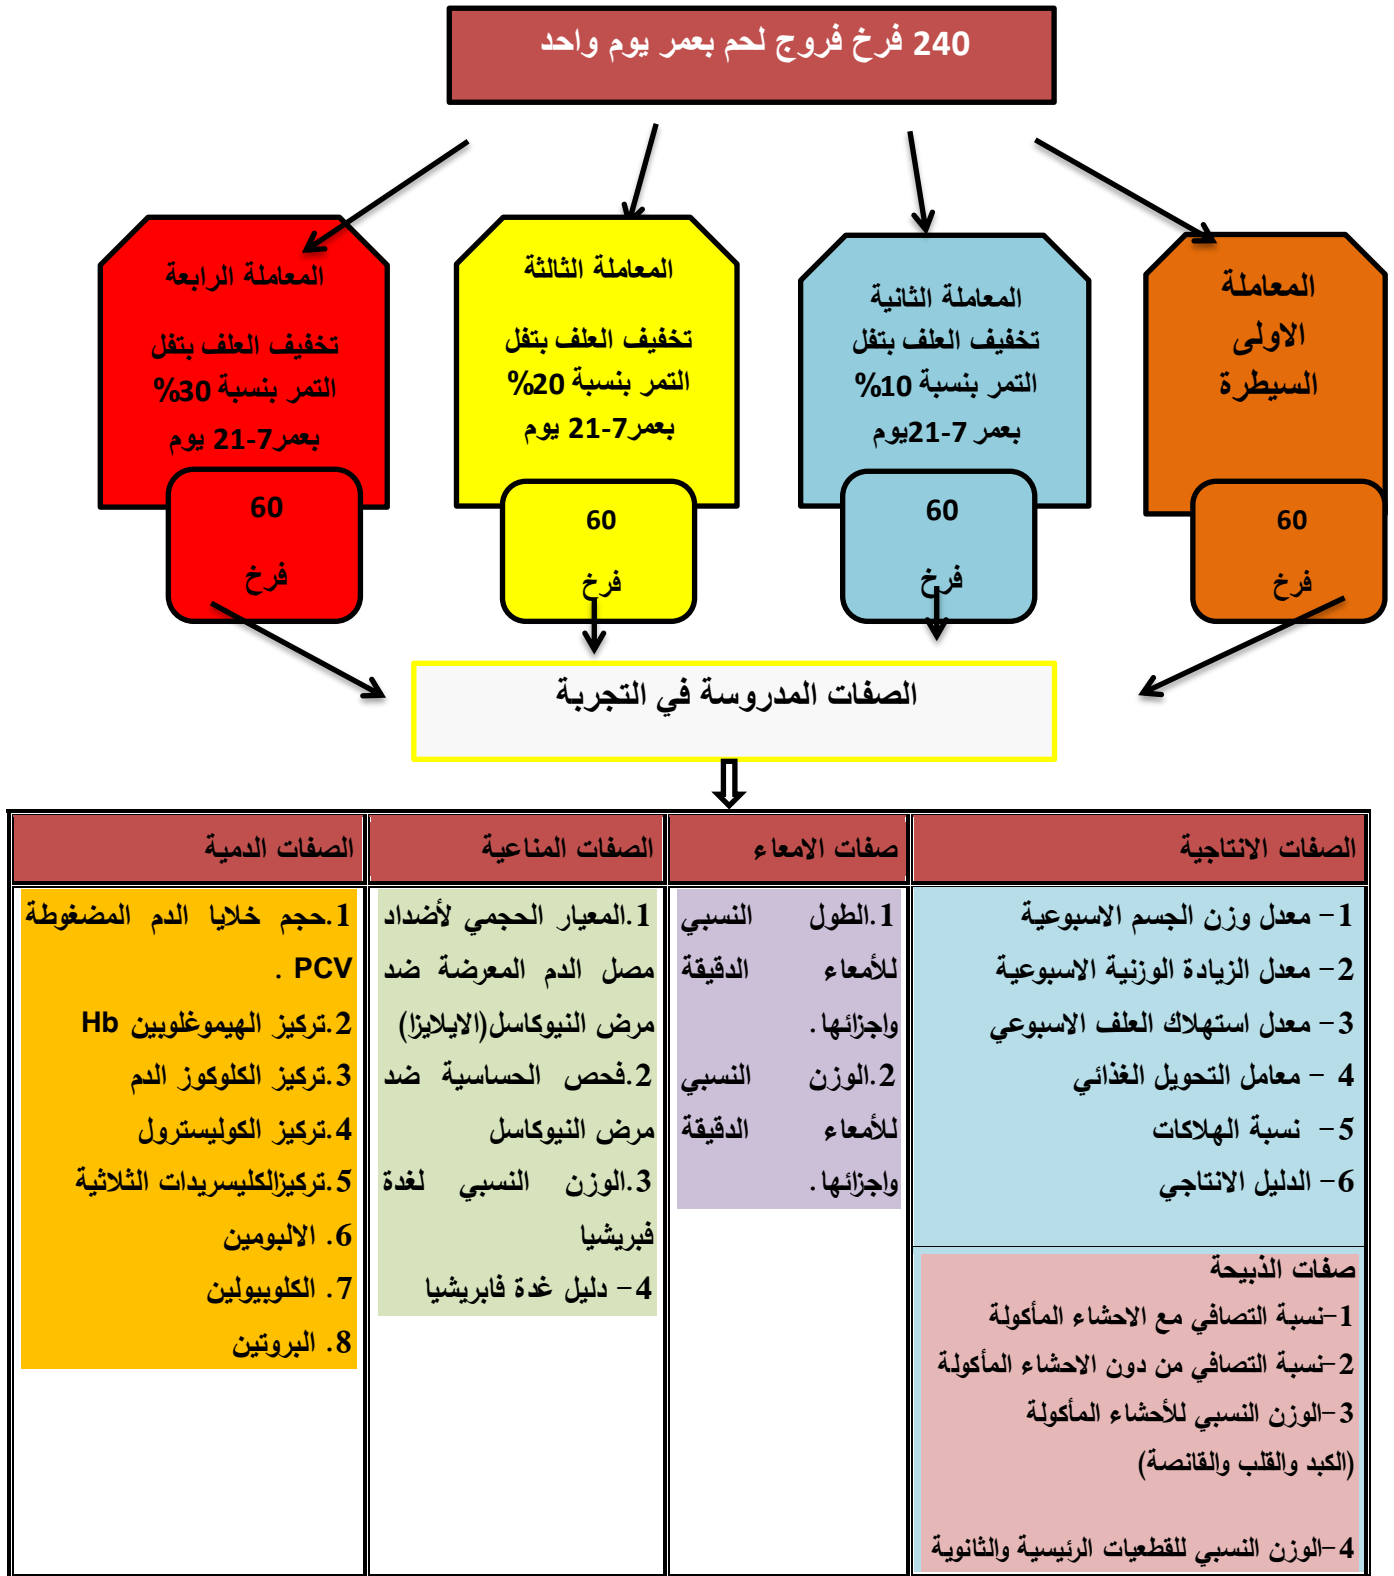 240 فرخ فروج لحم بعمر يوم واحد
المعاملة
الاولى
السيطرة
60
فرخ
المعاملة الثانية
تخفيف العلف بتفل
التمر بنسبة 10%
بعمر 7-21يوم
60
فرخ
المعاملة الثالثة
تخفيف العلف بتفل
التمر بنسبة 20%
بعمر7-21 يوم
60
فرخ
المعاملة الرابعة
تخفيف العلف بتفل
التمر بنسبة 30%
بعمر7-21 يوم
60
فرخ
الصفات المدروسة في التجربة
الصفات الانتاجية
1- معدل وزن الجسم الاسبوعية
2- معدل الزيادة الوزنية الاسبوعية
3- معدل استهلاك العلف الاسبوعي
4 - معامل التحويل الغذائي
5- نسبة الهلاكات
6- الدليل الانتاجي
صفات الذبيحة
1-نسبة التصافي مع الاحشاء المأكولة
2-نسبة التصافي من دون الاحشاء المأكولة
3-الوزن النسبي للأحشاء المأكولة
(الكبد والقلب والقانصة)
4-الوزن النسبي للقطعيات الرئيسية والثانوية
صفات الامعاء
1.الطول النسبي
للأمعاء الدقيقة
واجزائها.
2.الوزن النسبي
للأمعاء الدقيقة
واجزائها.
الصفات المناعية
1.المعيار الحجمي لأضداد
مصل الدم المعرضة ضد
مرض النيوكاسل(الايلايزا)
2.فحص الحساسية ضد
مرض النيوكاسل
3.الوزن النسبي لغدة
فبريشيا
4- دليل غدة فابريشيا
الصفات الدمية
1.حجم خلايا الدم المضغوطة
PCV .
2.تركيز الهيموغلوبين Hb
3.تركيز الكلوكوز الدم
4.تركيز الكوليسترول
5.تركيزالكليسريدات الثلاثية
6. الالبومين
7. الكلوبيولين
8. البروتين